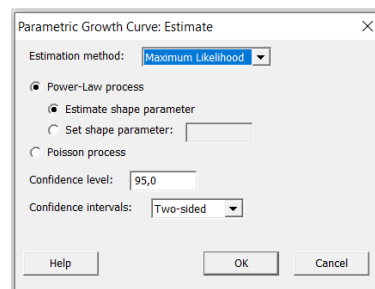 Parametric Growth Curve: Estimate
Estimation method: Maximum Likelihood
Power-Law process
Estimate shape parameter
Set shape parameter:
Poisson process
Confidence level: 95,0
Confidence intervals: Two-sided
Help OK Cancel